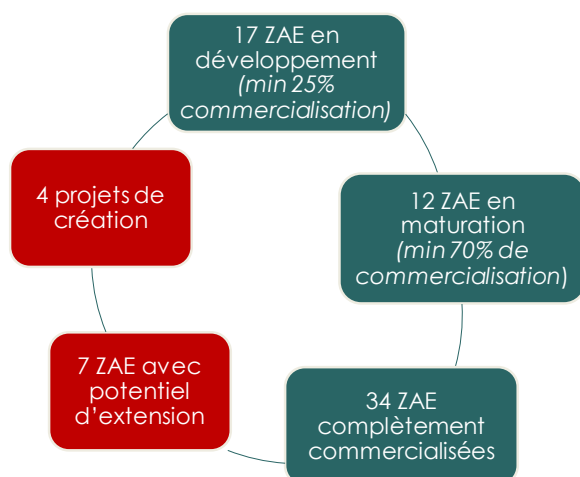 17 ZAE en
développement
(min 25%
commercialisation)
4 projets de
création
12 ZAE en
maturation
(min 70% de
commercialisation)
7 ZAE avec
potentiel
d'extension
34 ZAE
complètement
commercialisées